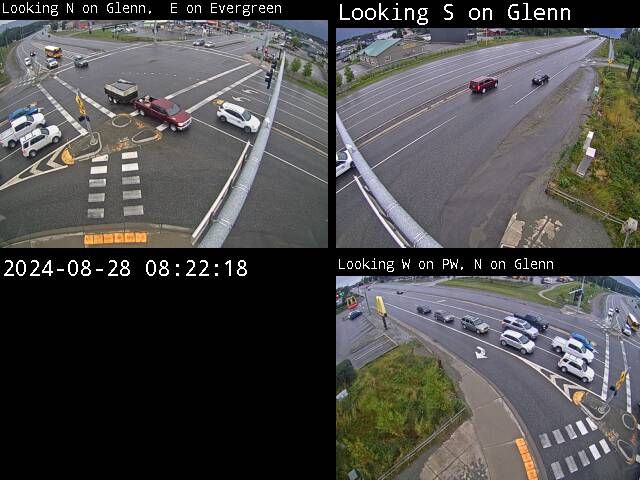 Looking N on Glenn,  E on Evergreen
Looking S on Glenn
2024-08-28 08:22:18
Looking W on PW, N on Glenn